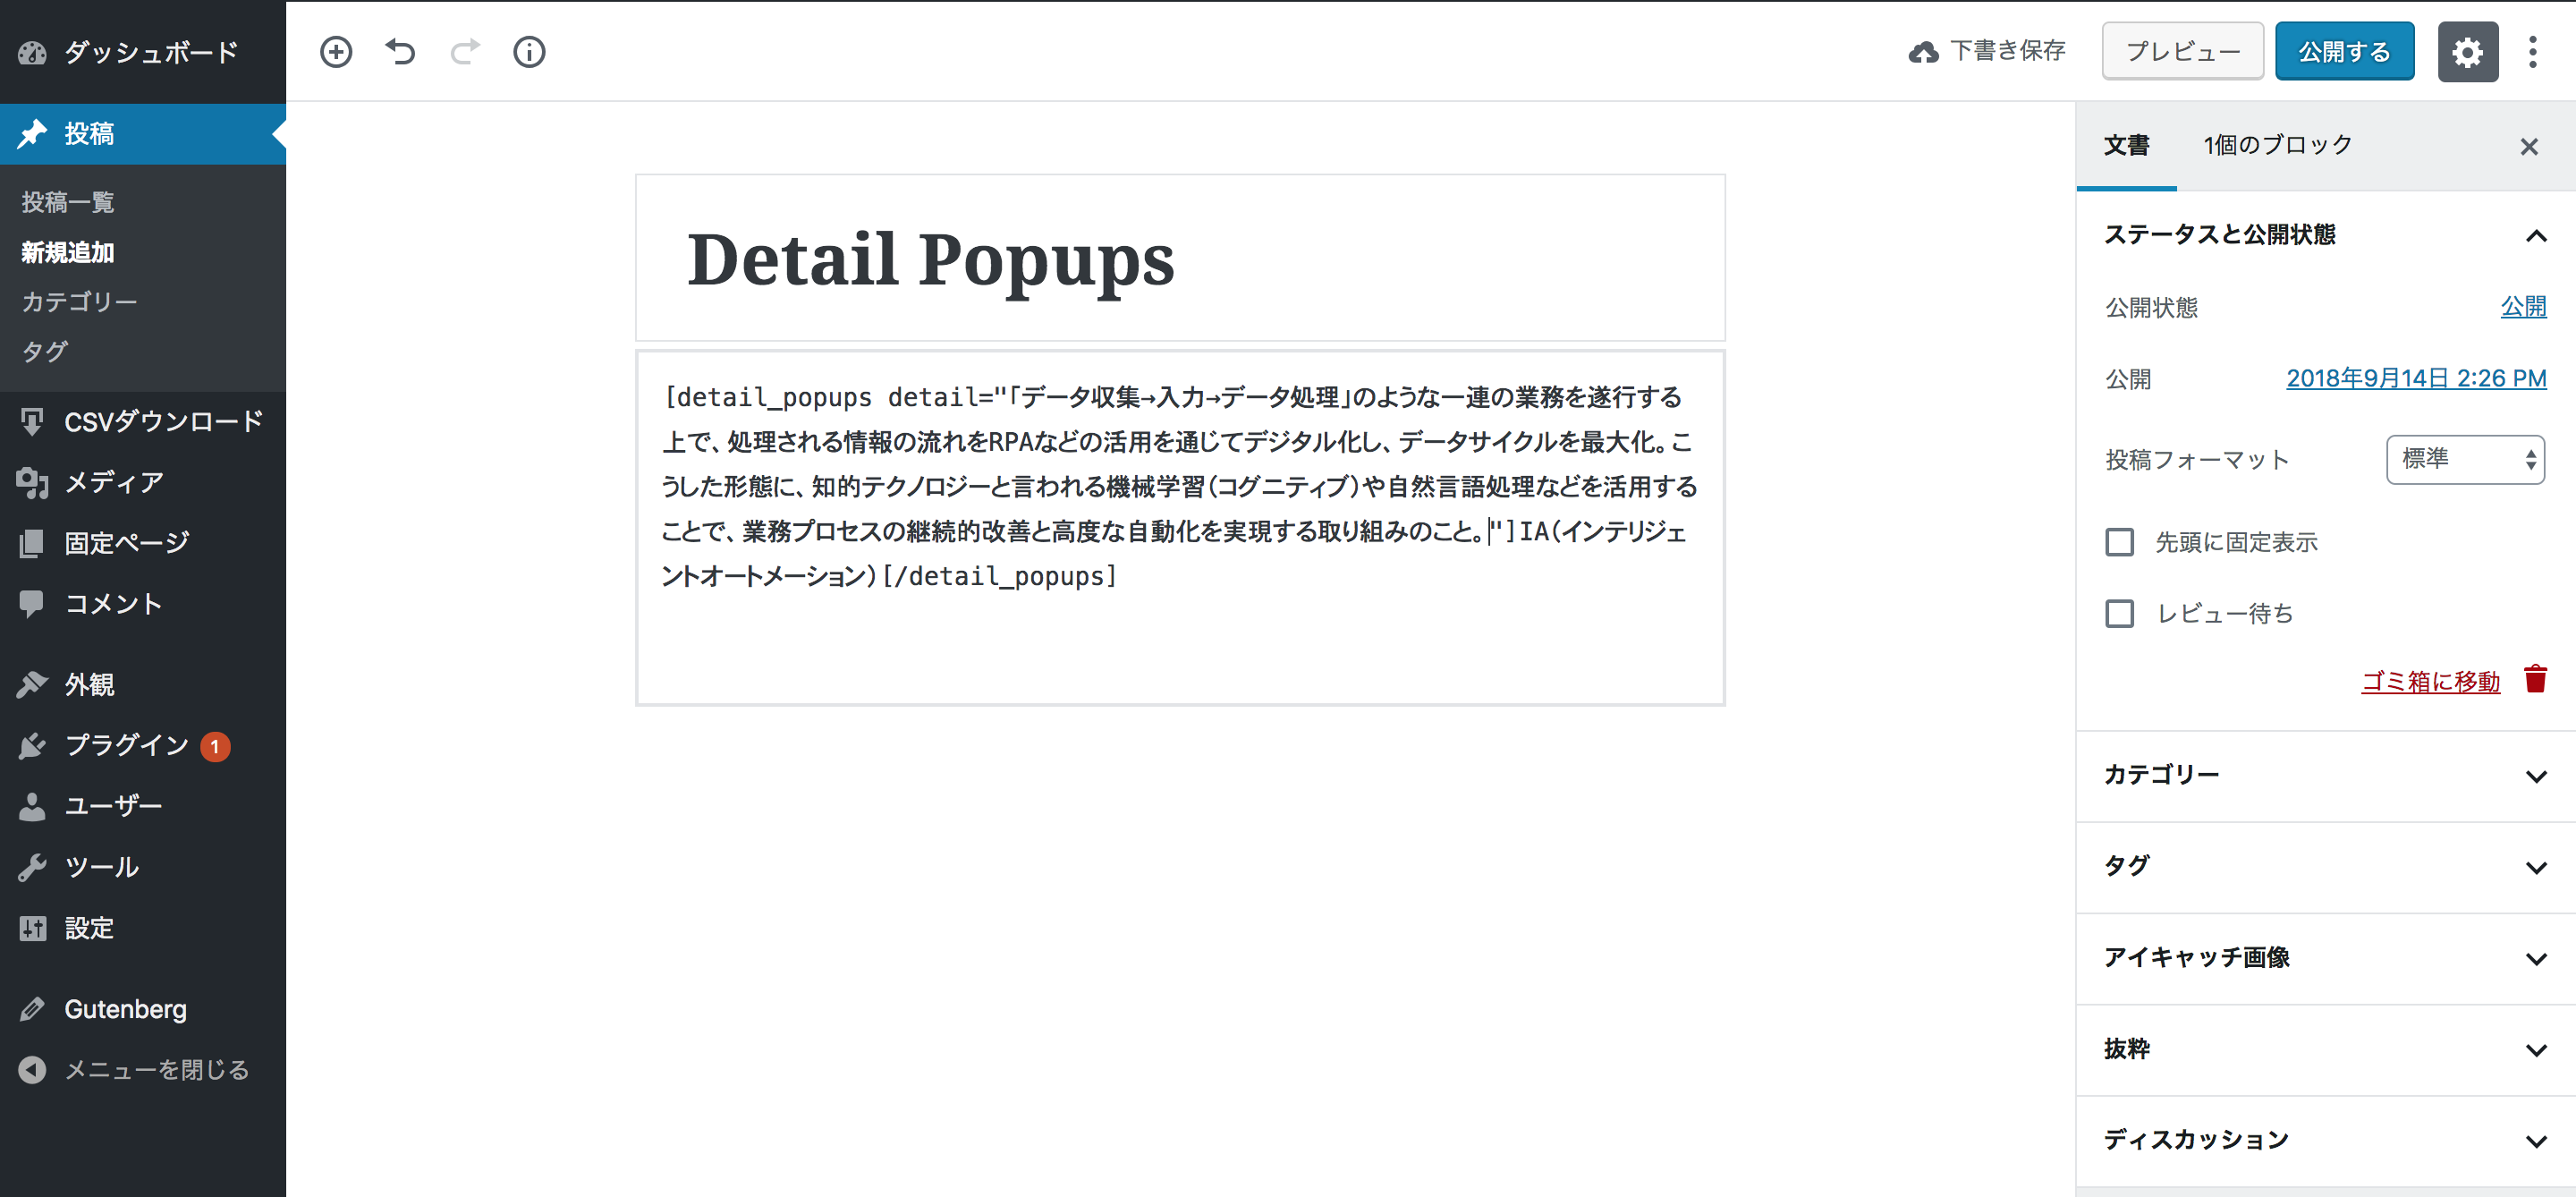 ダッシュボード
投稿
投稿一覧
新規追加
カテゴリー
タグ
CSVダウンロード
メディア
固定ページ
コメント
外観
プラグイン 1
ユーザー
ツール
設定
Gutenberg
メニューを閉じる
下書き保存
プレビュー
公開する
Detail Popups
[detail_popups detail="「データ収集→入力→データ処理」のような一連の業務を遂行する
上で、処理される情報の流れをRPAなどの活用を通じてデジタル化し、データサイクルを最大化。こ
うした形態に、知的テクノロジーと言われる機械学習（コグニティブ）や自然言語処理などを活用する
ことで、業務プロセスの継続的改善と高度な自動化を実現する取り組みのこと。"]IA（インテリジェ
ントオートメーション）[/detail_popups]
文書
1個のブロック
ステータスと公開状態
公開状態 公開
公開 2018年9月14日 2:26 PM
投稿フォーマット 標準
先頭に固定表示
レビュー待ち
ゴミ箱に移動
カテゴリー
タグ
アイキャッチ画像
抜粋
ディスカッション